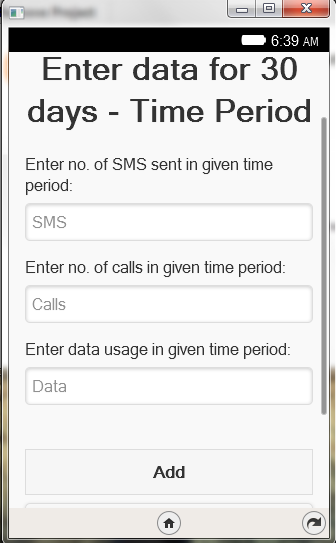 6:39 AM
Enter data for 30
days - Time Period
Enter no. of SMS sent in given time
period:
SMS
Enter no. of calls in given time period:
Calls
Enter data usage in given time period:
Data
Add